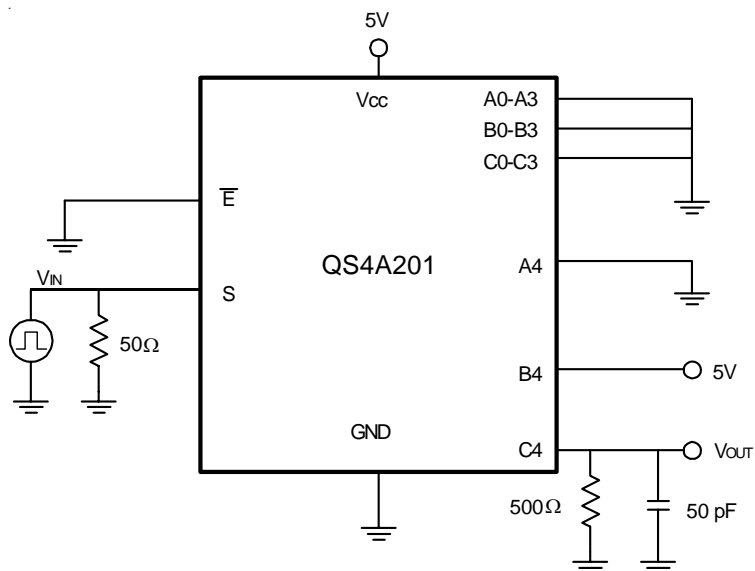 5V
Vcc
A0-A3
B0-B3
C0-C3
E̅
QS4A201
A4
VIN
S
50Ω
B4
5V
GND
C4
VOUT
500Ω
50 pF